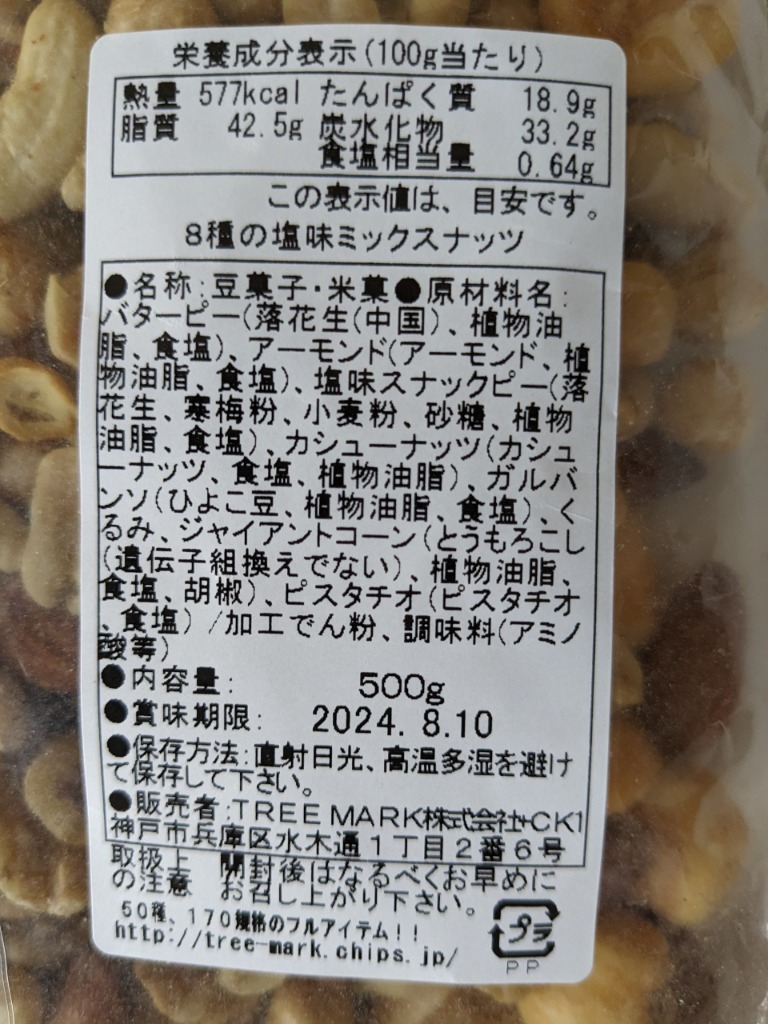 栄養成分表示(100g当たり)
熱量 577kcal たんぱく質 18.9g
脂質 42.5g 炭水化物 33.2g
食塩相当量 0.64g
この表示値は、目安です。
8種の塩味ミックスナッツ
●名称:豆菓子・米菓●原材料名:
バターピー(落花生(中国)、植物油
脂、食塩)、アーモンド(アーモンド、植
物油脂、食塩)、塩味スナックピー(落
花生、寒梅粉、小麦粉、砂糖、植物
油脂、食塩)、カシューナッツ(カシュ
ーナッツ、食塩、植物油脂)、ガルバ
ンソ(ひよこ豆、植物油脂、食塩)、く
るみ、ジャイアントコーン(とうもろこし
(遺伝子組換えでない)、植物油脂、
食塩、胡椒)、ピスタチオ(ピスタチオ
、食塩)/加工でん粉、調味料(アミノ
酸等)
●内容量: 500g
●賞味期限: 2024. 8.10
●保存方法:直射日光、高温多湿を避け
て保存して下さい。
●販売者:TREE MARK株式会社+CK1
神戸市兵庫区水木通1丁目2番6号
取扱上 開封後はなるべくお早めに
の注意 お召し上がり下さい。
50種、170規格のフルアイテム!!
http://tree-mark.chips.jp/
プラ
PP